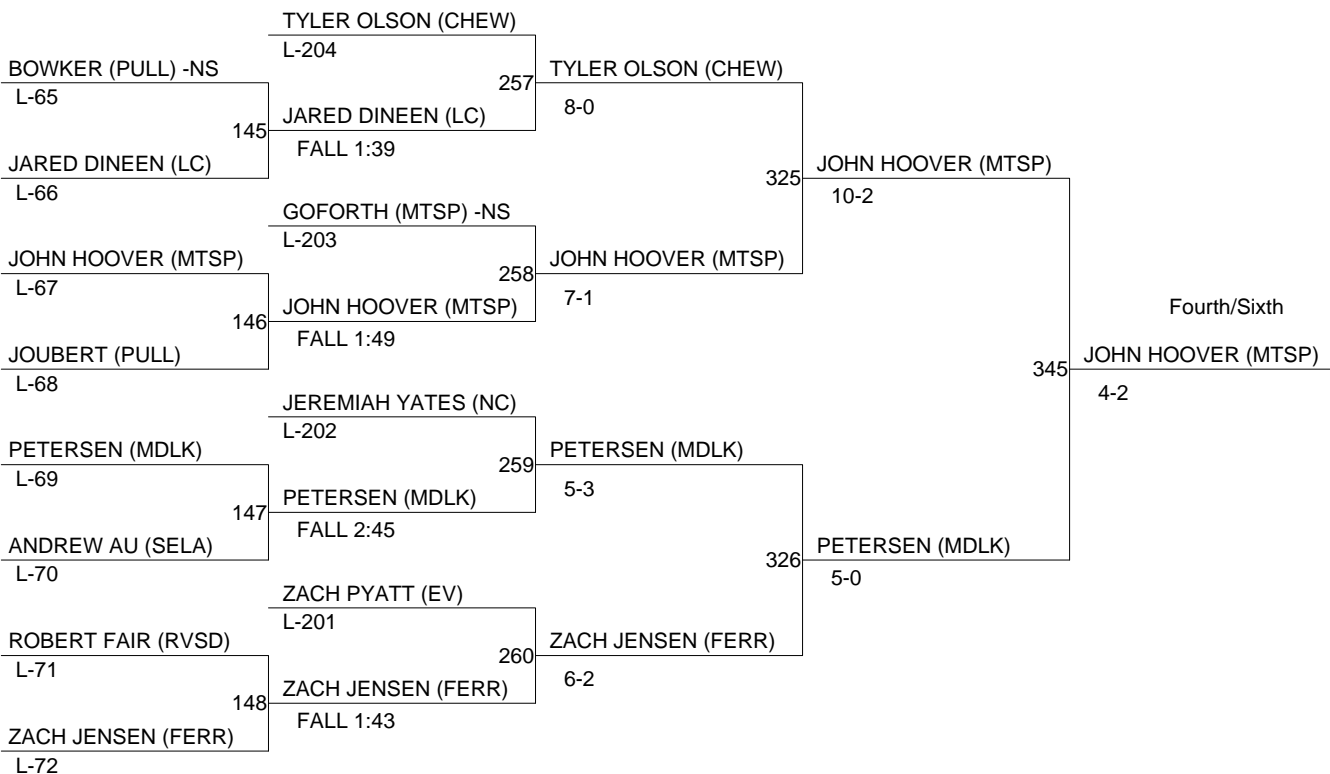 TYLER OLSON (CHEW)
L-204
BOWKER (PULL) -NS
L-65
257
TYLER OLSON (CHEW)
8-0
145
JARED DINEEN (LC)
FALL 1:39
JARED DINEEN (LC)
L-66
325
JOHN HOOVER (MTSP)
10-2
GOFORTH (MTSP) -NS
L-203
JOHN HOOVER (MTSP)
L-67
258
JOHN HOOVER (MTSP)
7-1
146
JOHN HOOVER (MTSP)
FALL 1:49
Fourth/Sixth
JOUBERT (PULL)
L-68
345
JOHN HOOVER (MTSP)
4-2
JEREMIAH YATES (NC)
L-202
PETERSEN (MDLK)
L-69
259
PETERSEN (MDLK)
5-3
147
PETERSEN (MDLK)
FALL 2:45
ANDREW AU (SELA)
L-70
326
PETERSEN (MDLK)
5-0
ZACH PYATT (EV)
L-201
ROBERT FAIR (RVSD)
L-71
260
ZACH JENSEN (FERR)
6-2
148
ZACH JENSEN (FERR)
FALL 1:43
ZACH JENSEN (FERR)
L-72